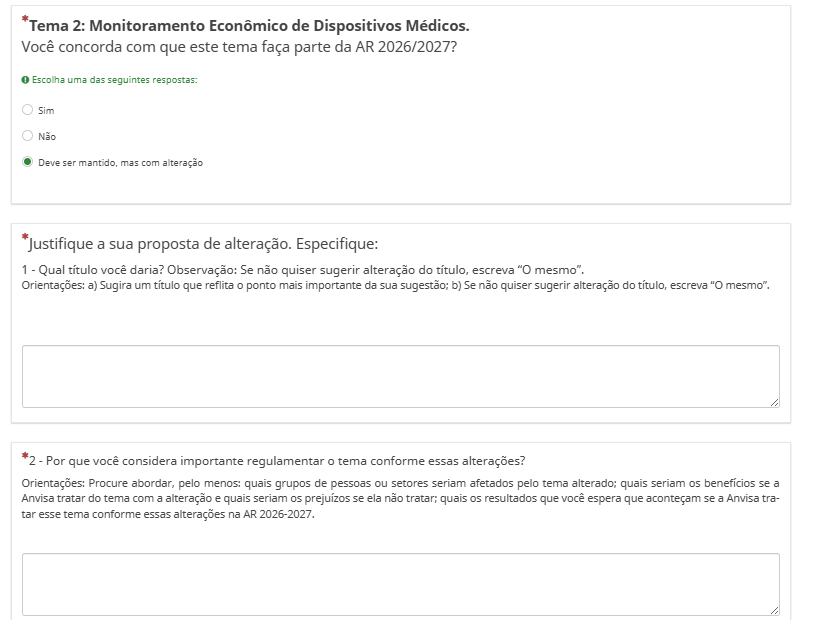 *Tema 2: Monitoramento Econômico de Dispositivos Médicos.
Você concorda com que este tema faça parte da AR 2026/2027?
Escolha uma das seguintes respostas:
Sim
Não
Deve ser mantido, mas com alteração
*Justifique a sua proposta de alteração. Especifique:
1 - Qual título você daria? Observação: Se não quiser sugerir alteração do título, escreva “O mesmo”.
Orientações: a) Sugira um título que reflita o ponto mais importante da sua sugestão; b) Se não quiser sugerir alteração do título, escreva “O mesmo”.
*2 - Por que você considera importante regulamentar o tema conforme essas alterações?
Orientações: Procure abordar, pelo menos: quais grupos de pessoas ou setores seriam afetados pelo tema alterado; quais seriam os benefícios se a
Anvisa tratar do tema com a alteração e quais seriam os prejuízos se ela não tratar; quais os resultados que você espera que aconteçam se a Anvisa tra-
tar esse tema conforme essas alterações na AR 2026-2027.